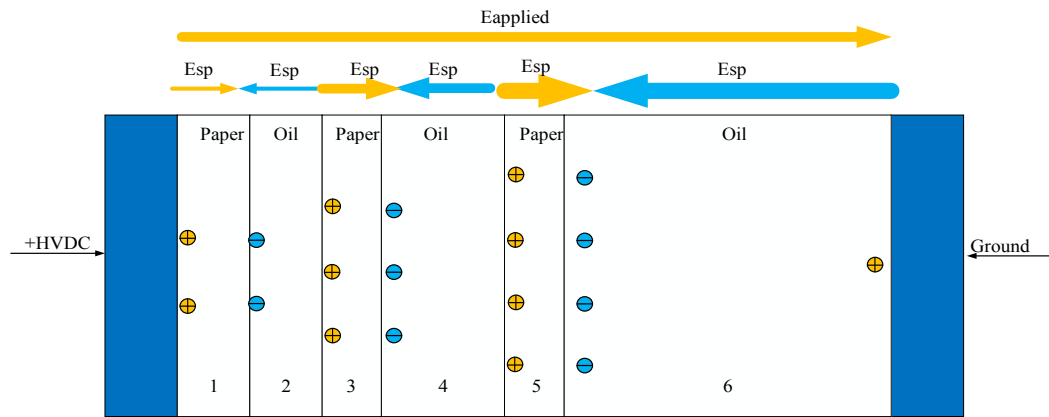 Eapplied
Esp Esp Esp Esp Esp Esp
Paper Oil Paper Oil Paper Oil
+HVDC Ground
1 2 3 4 5 6